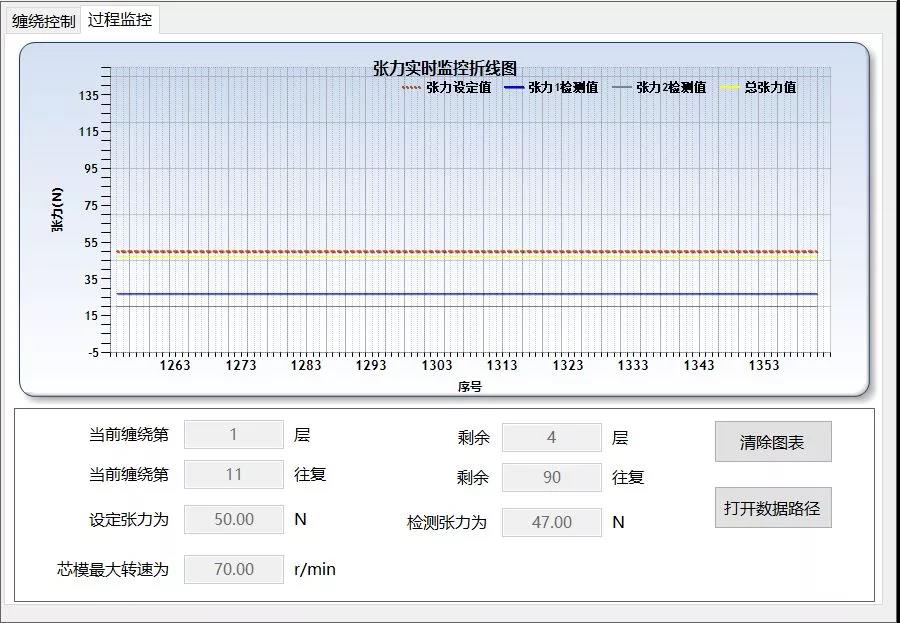 缠绕控制 过程监控
张力实时监控折线图
张力设定值 张力1检测值 张力2检测值 总张力值
135
115
95
75
55
35
15
-5
张力(N)
1263 1273 1283 1293 1303 1313 1323 1333 1343 1353
序号
当前缠绕第 1 层 剩余 4 层 清除图表
当前缠绕第 11 往复 剩余 90 往复
打开数据路径
设定张力为 50.00 N 检测张力为 47.00 N
芯模最大转速为 70.00 r/min